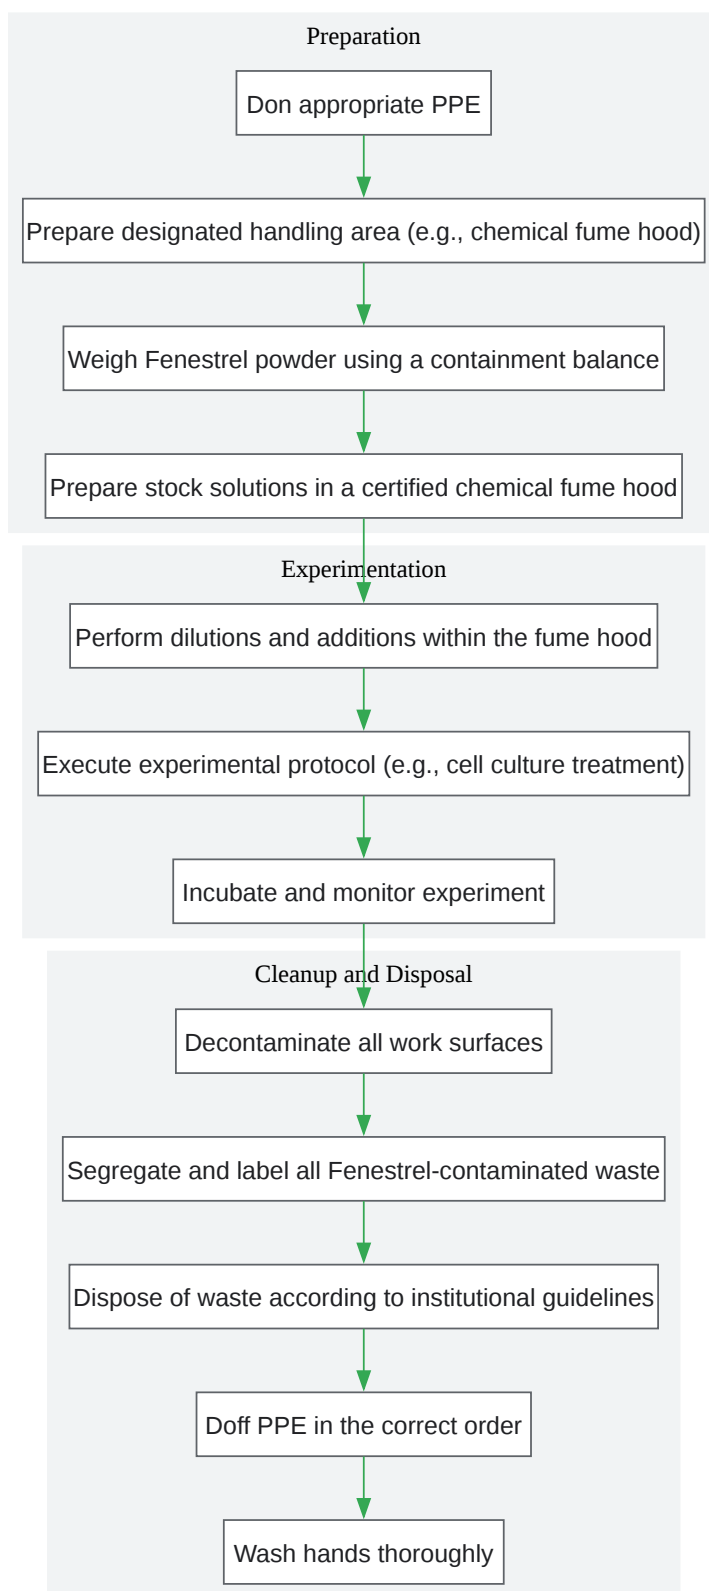 Preparation
Don appropriate PPE
Prepare designated handling area (e.g., chemical fume hood)
Weigh Fenestrel powder using a containment balance
Prepare stock solutions in a certified chemical fume hood
Experimentation
Perform dilutions and additions within the fume hood
Execute experimental protocol (e.g., cell culture treatment)
Incubate and monitor experiment
Cleanup and Disposal
Decontaminate all work surfaces
Segregate and label all Fenestrel-contaminated waste
Dispose of waste according to institutional guidelines
Doff PPE in the correct order
Wash hands thoroughly